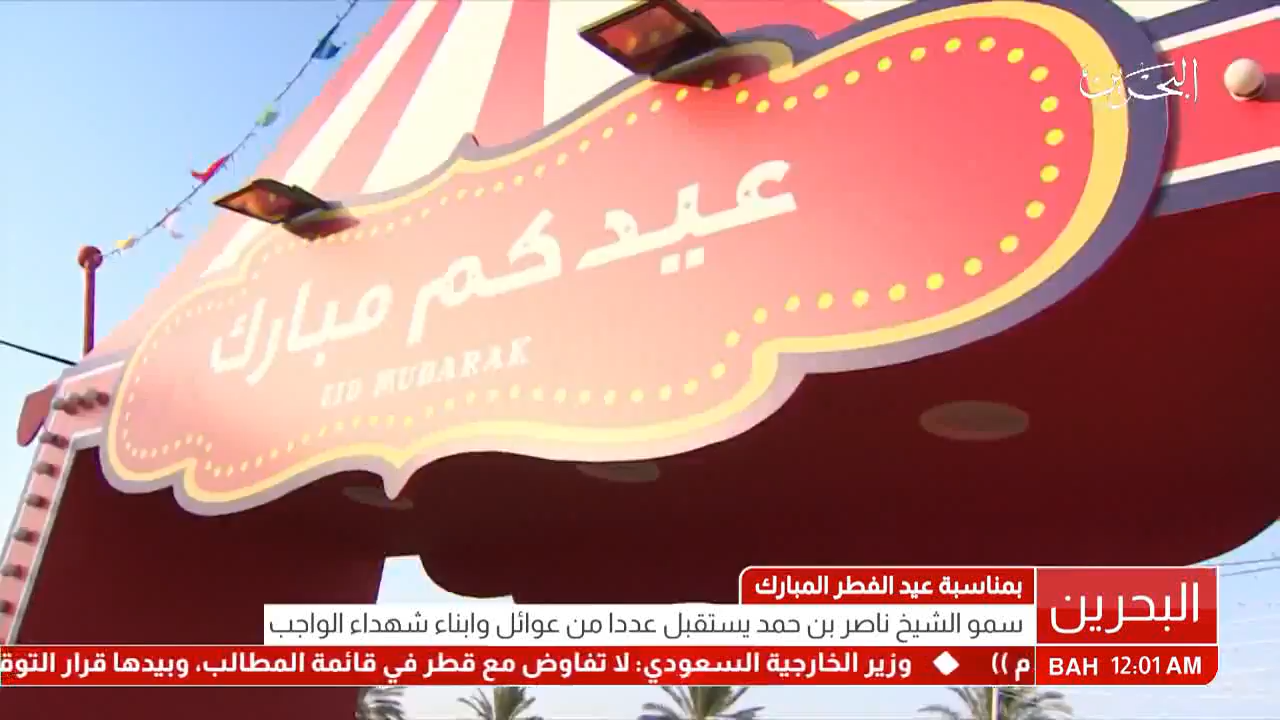 البحرين
عيدكم مبارك
EID MUBARAK
بمناسبة عيد الفطر المبارك
البحرين
سمو الشيخ ناصر بن حمد يستقبل عددا من عوائل وابناء شهداء الواجب
م )) ◆ وزير الخارجية السعودي: لا تفاوض مع قطر في قائمة المطالب، وبيدها قرار
BAH 12:01 AM